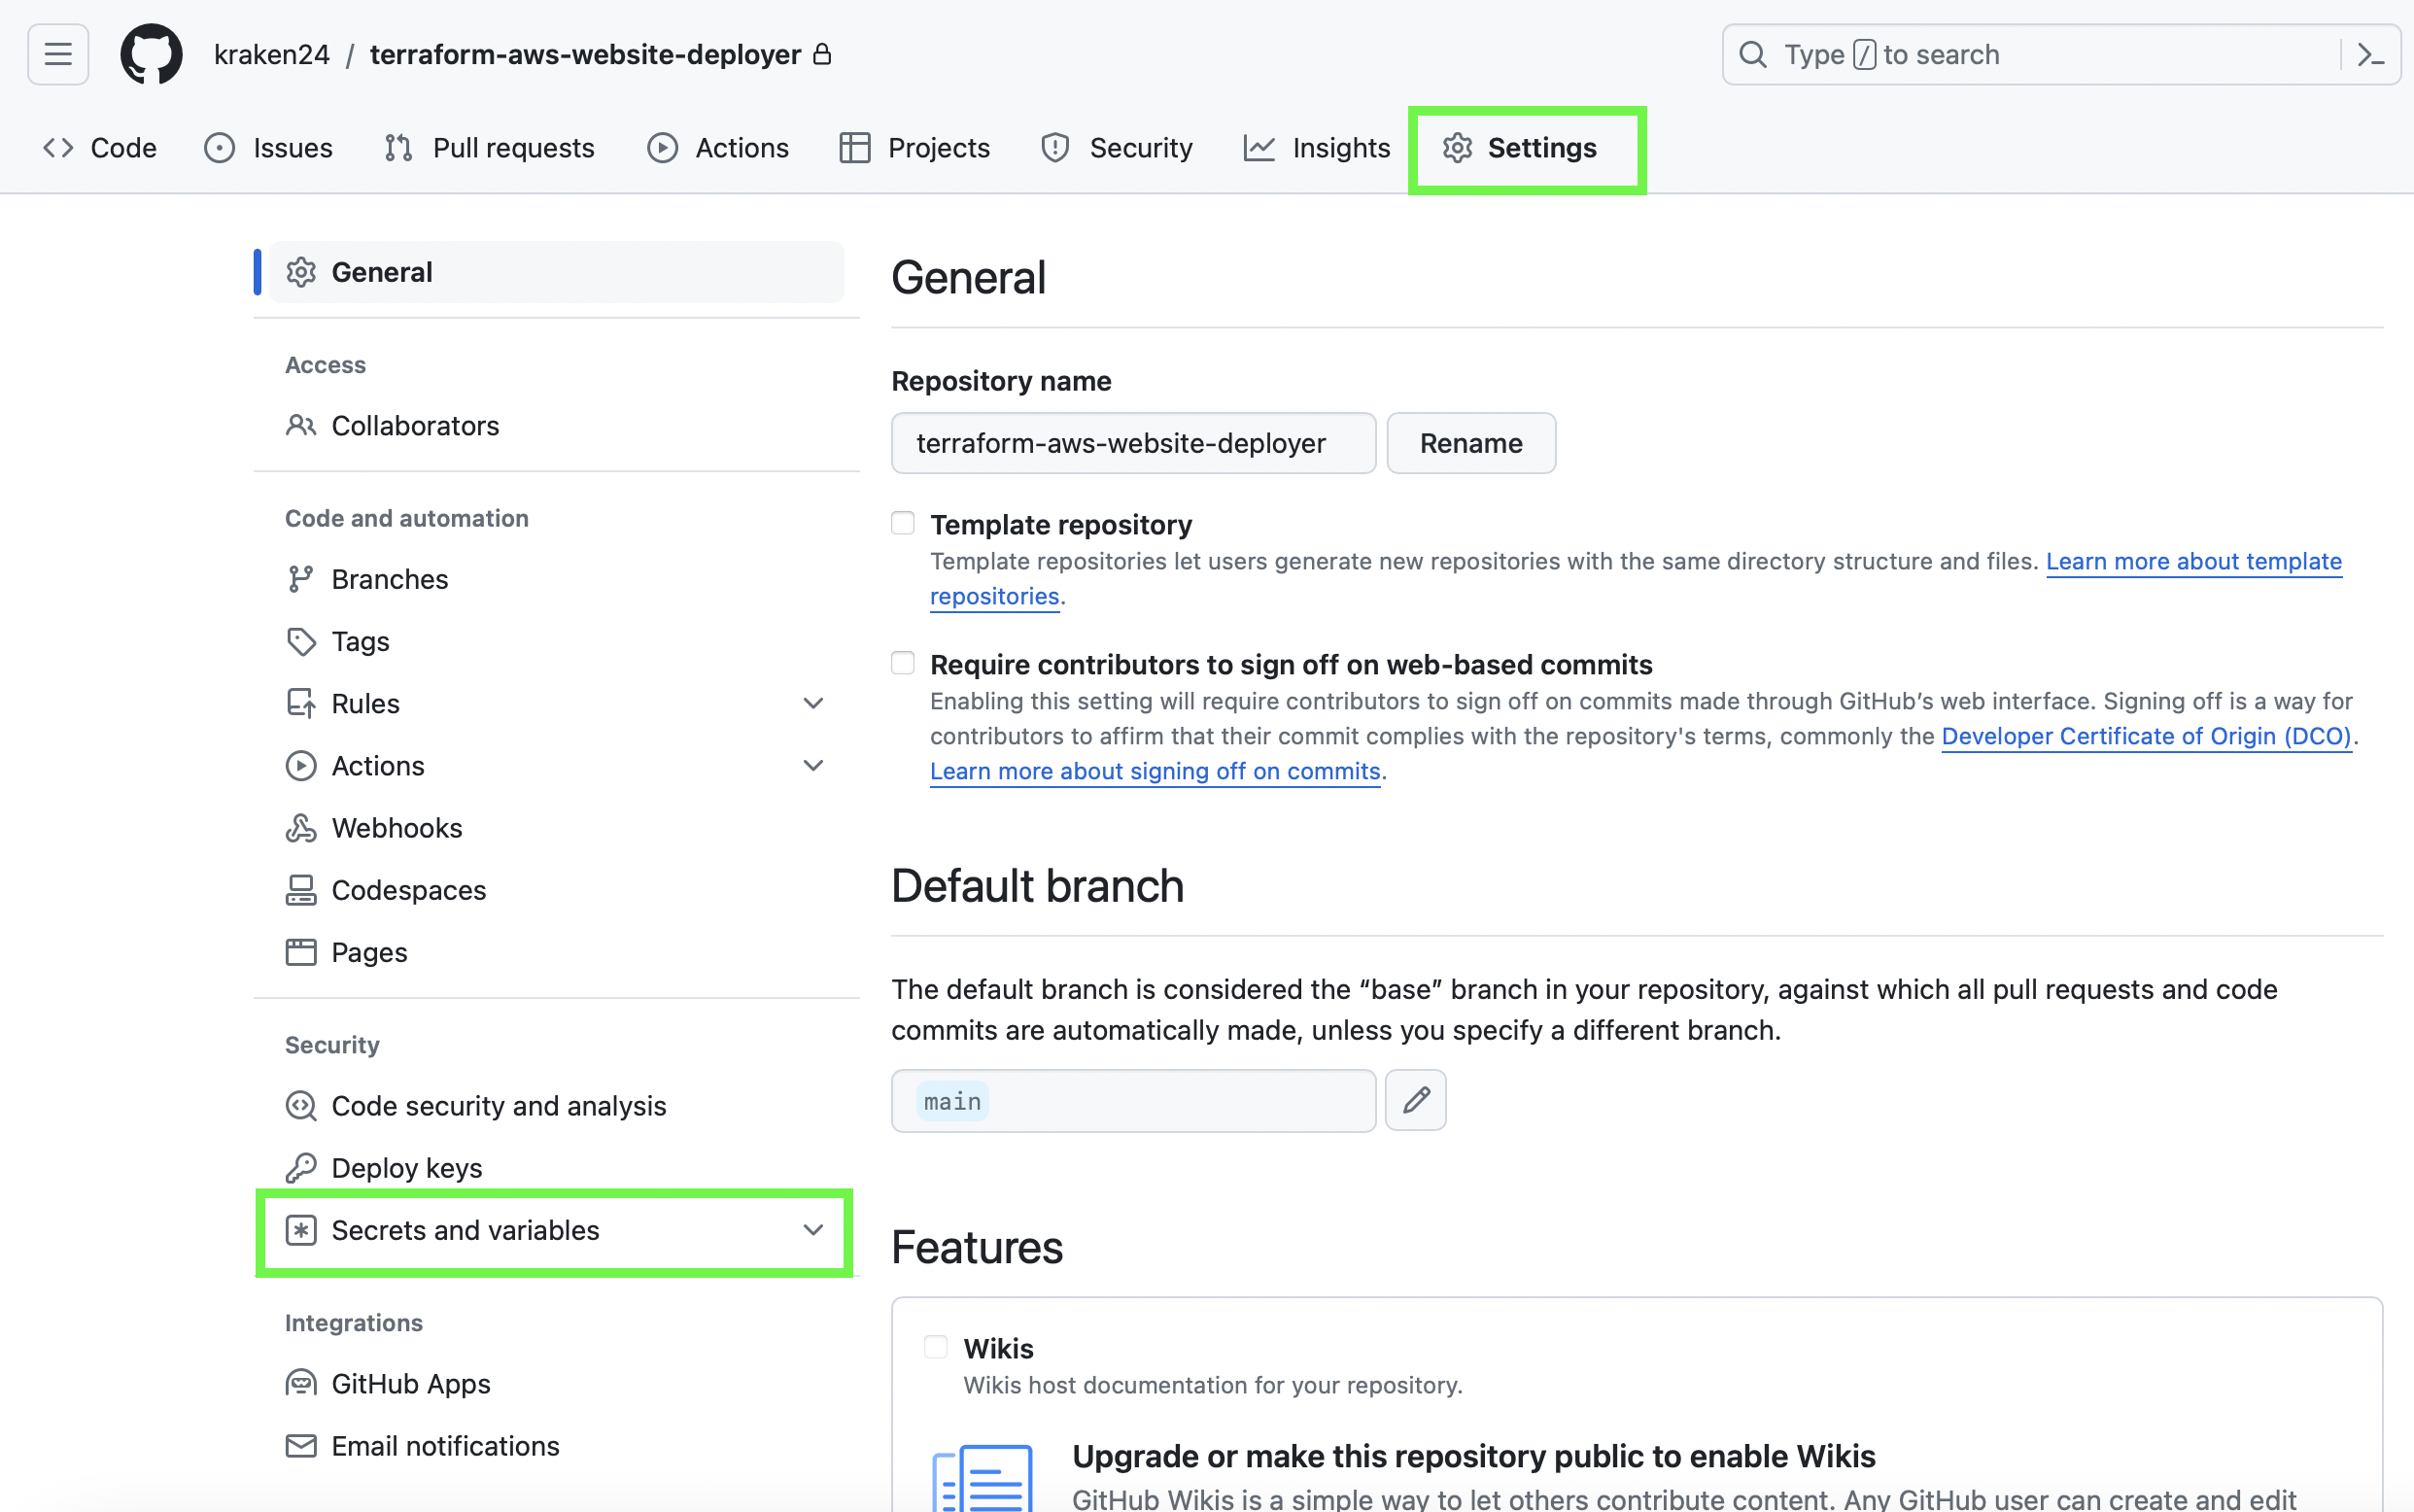 kraken24 / terraform-aws-website-deployer
Type / to search
Code Issues Pull requests Actions Projects Security Insights Settings
General
Access
Collaborators
Code and automation
Branches
Tags
Rules
Actions
Webhooks
Codespaces
Pages
Security
Code security and analysis
Deploy keys
Secrets and variables
Integrations
GitHub Apps
Email notifications
General
Repository name
terraform-aws-website-deployer Rename
Template repository
Template repositories let users generate new repositories with the same directory structure and files. Learn more about template
repositories.
Require contributors to sign off on web-based commits
Enabling this setting will require contributors to sign off on commits made through GitHub’s web interface. Signing off is a way for
contributors to affirm that their commit complies with the repository's terms, commonly the Developer Certificate of Origin (DCO).
Learn more about signing off on commits.
Default branch
The default branch is considered the “base” branch in your repository, against which all pull requests and code
commits are automatically made, unless you specify a different branch.
main
Features
Wikis
Wikis host documentation for your repository.
Upgrade or make this repository public to enable Wikis
GitHub Wikis is a simple way to let others contribute content. Any GitHub user can create and edit